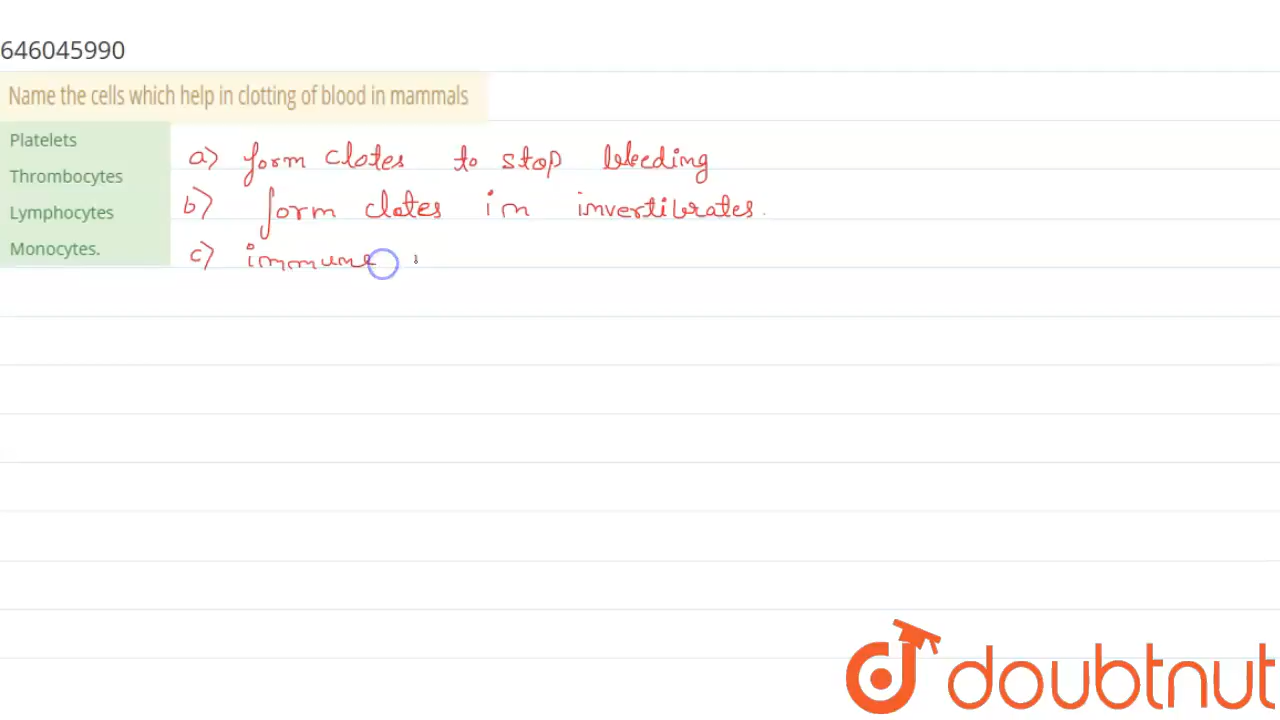 646045990
Name the cells which help in clotting of blood in mammals
Platelets
Thrombocytes
Lymphocytes
Monocytes.
a) form clotes to stop bleeding
b) form clotes in invertibrates.
c) immune
doubtnut